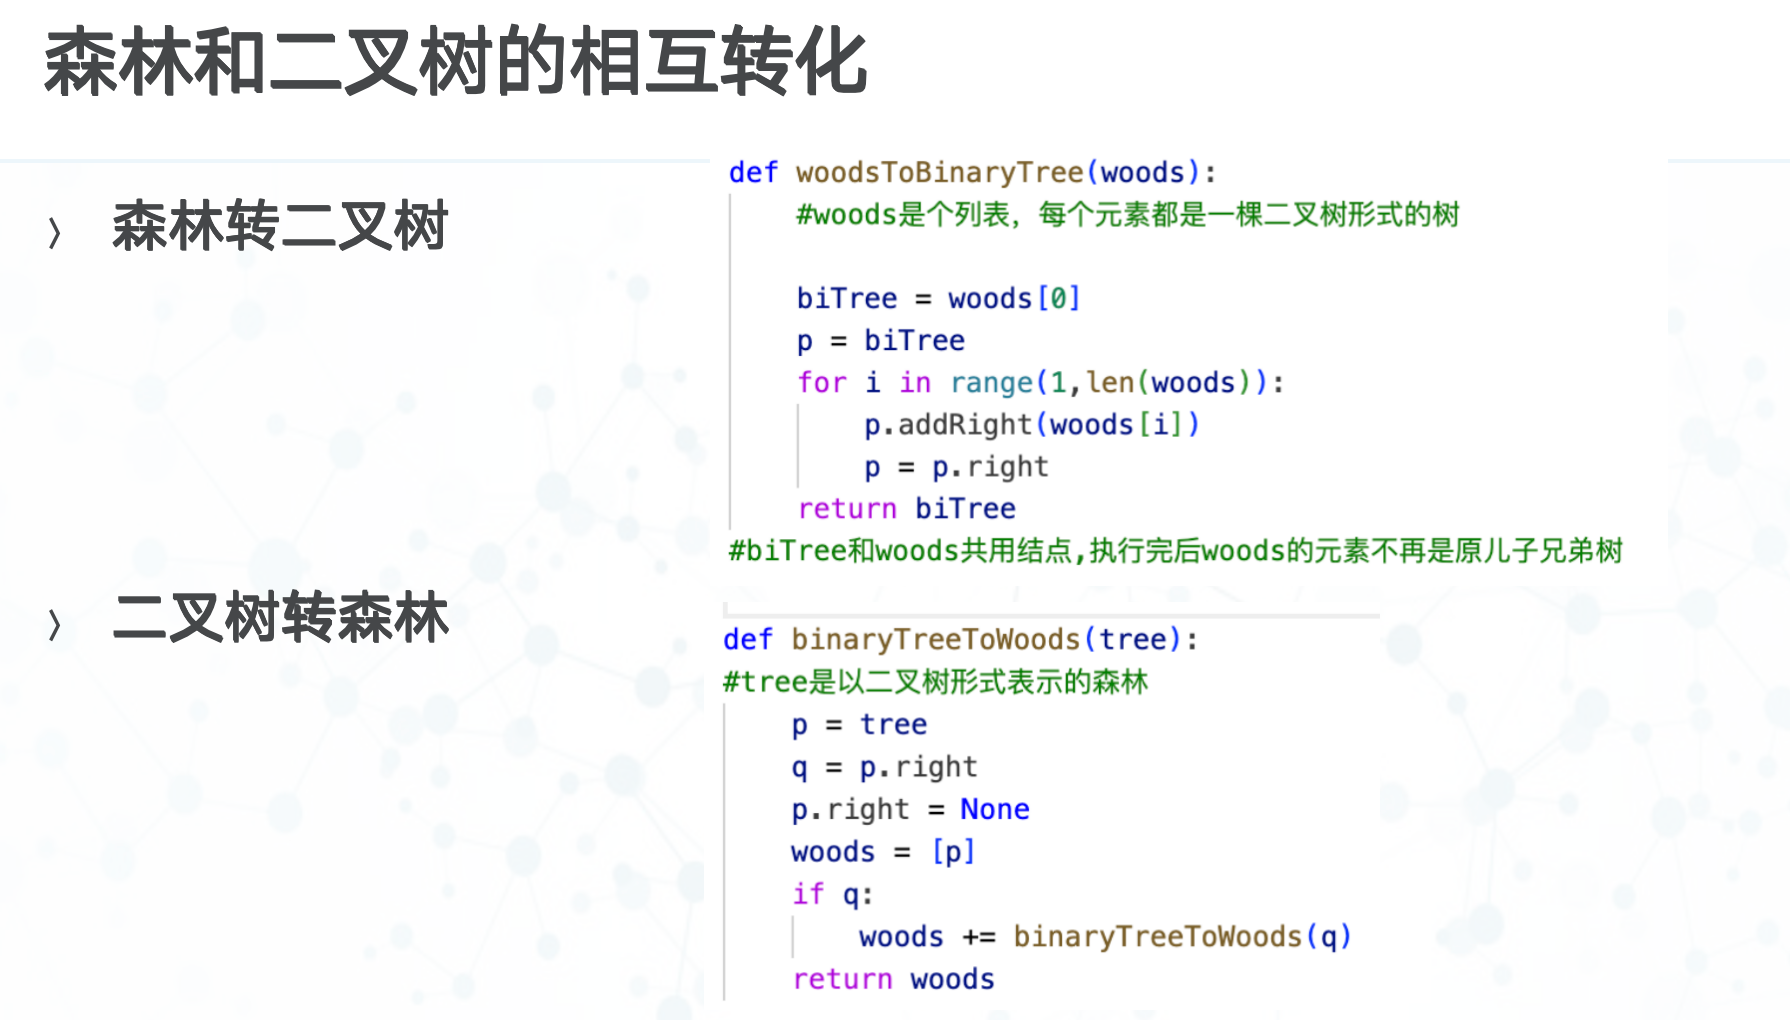 森林和二叉树的相互转化
› 森林转二叉树
def woodsToBinaryTree(woods):
#woods是个列表，每个元素都是一棵二叉树形式的树
biTree = woods[0]
p = biTree
for i in range(1,len(woods)):
p.addRight(woods[i])
p = p.right
return biTree
#biTree和woods共用结点,执行完后woods的元素不再是原儿子兄弟树
› 二叉树转森林
def binaryTreeToWoods(tree):
#tree是以二叉树形式表示的森林
p = tree
q = p.right
p.right = None
woods = [p]
if q:
woods += binaryTreeToWoods(q)
return woods